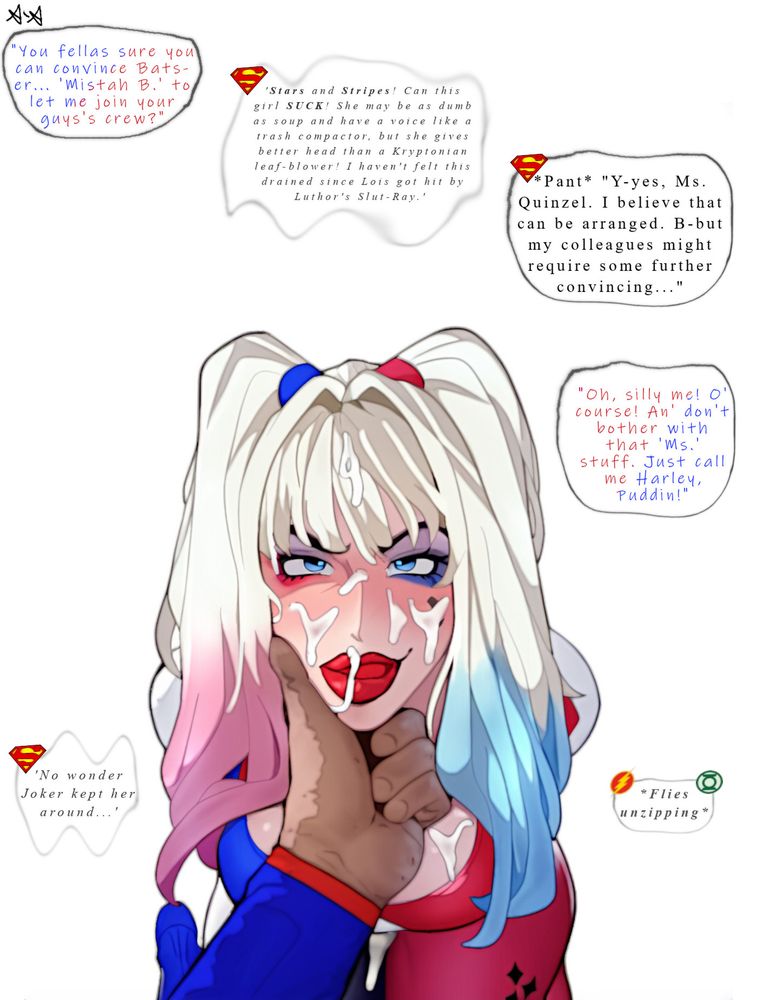 "You fellas sure you
can convince Bats-
er... 'Mistah B.' to
let me join your
guys's crew?"
'Stars and Stripes! Can this
girl SUCK! She may be as dumb
as soup and have a voice like a
trash compactor, but she gives
better head than a Kryptonian
leaf-blower! I haven't felt this
drained since Lois got hit by
Luthor's Slut-Ray.'
*Pant* "Y-yes, Ms.
Quinzel. I believe that
can be arranged. B-but
my colleagues might
require some further
convincing..."
"Oh, silly me! O'
course! An' don't
bother with
that 'Ms.'
stuff. Just call
me Harley,
Puddin!"
'No wonder
Joker kept her
around...'
*Flies
unzipping*